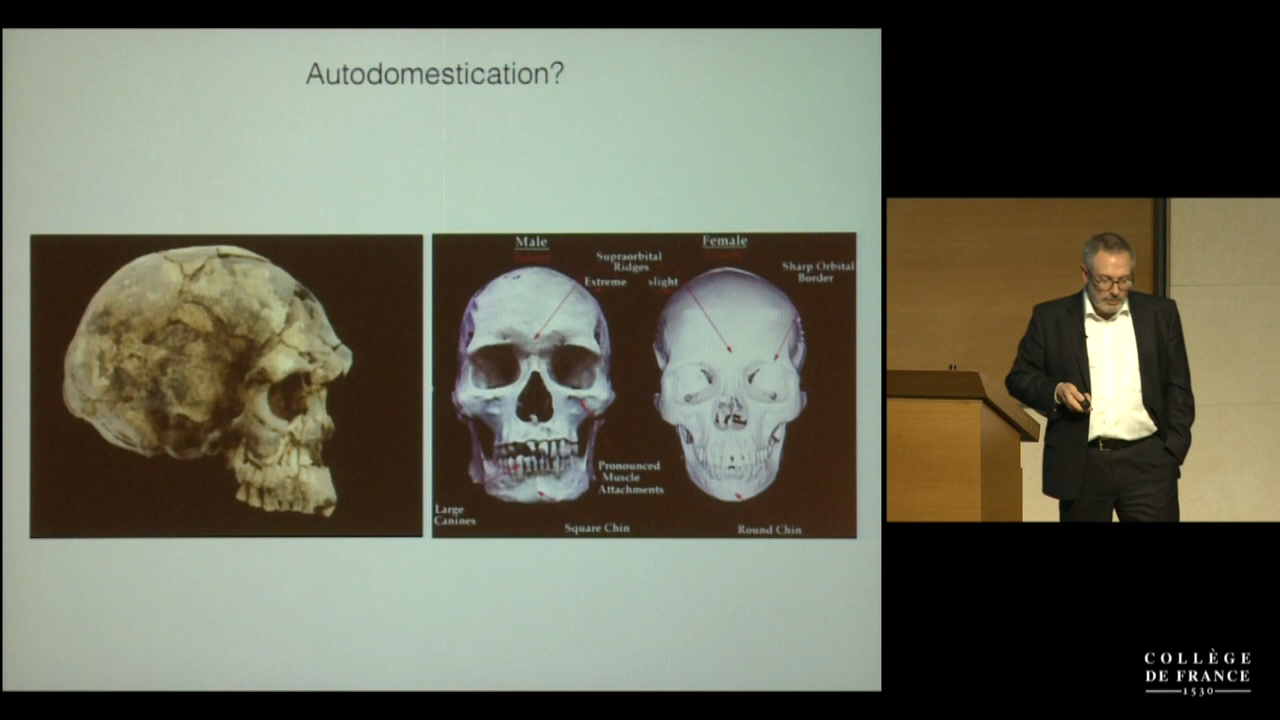 Autodomestication?
Male
Female
Supraorbital
Ridges
Extreme
slight
Sharp Orbital
Border
Pronounced
Muscle
Attachments
Large
Canines
Square Chin
Round Chin
COLLÈGE
DE FRANCE
1530